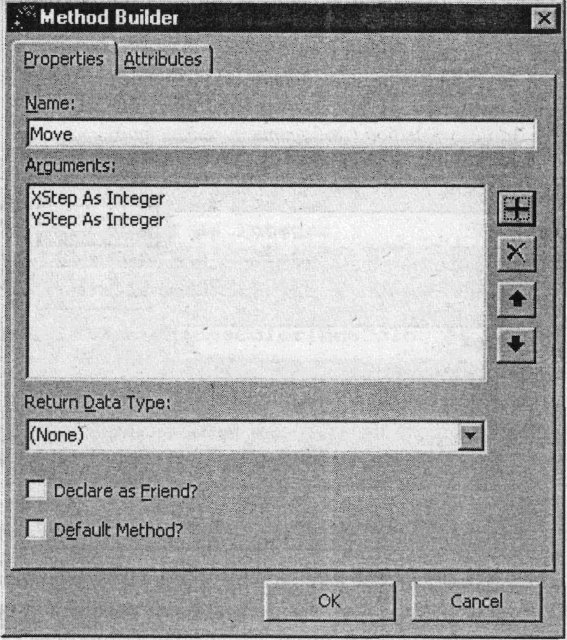 Method Builder
Properties Attributes
Name:
Move
Arguments:
XStep As Integer
YStep As Integer
Return Data Type:
(None)
Declare as Friend?
Default Method?
OK Cancel